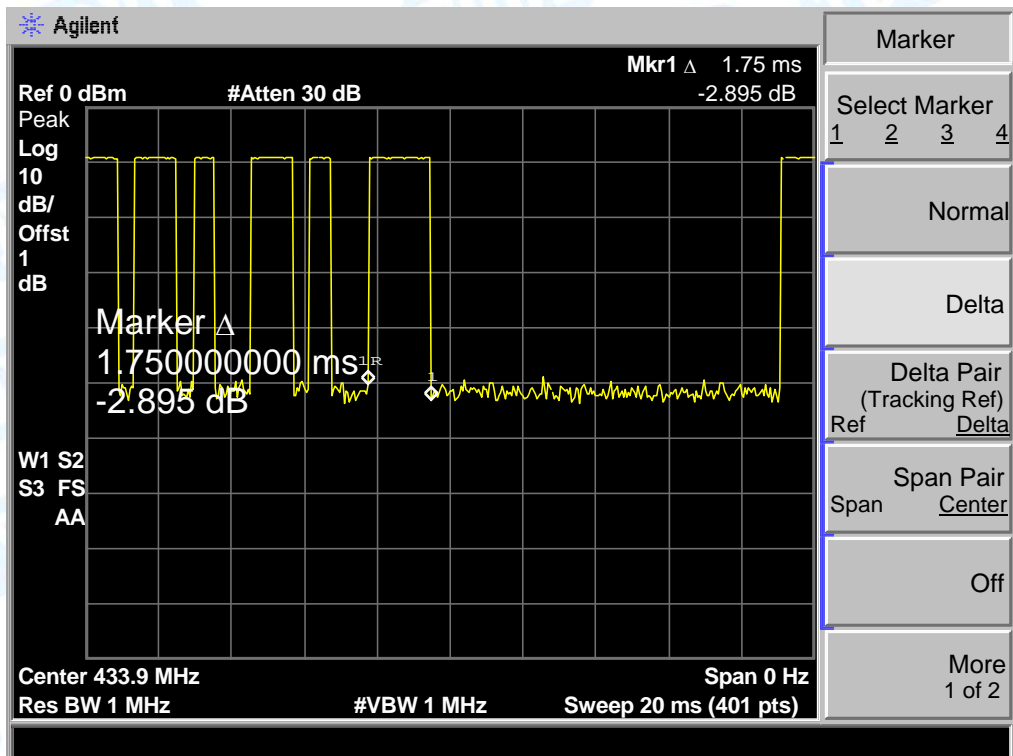 Agilent
Mkr1 Δ 1.75 ms
Ref 0 dBm #Atten 30 dB -2.895 dB
Peak
Log
10
dB/
Offst
1
dB
Marker Δ
1.750000000 ms
-2.895 dB
1R
1
W1 S2
S3 FS
AA
Center 433.9 MHz Span 0 Hz
Res BW 1 MHz #VBW 1 MHz Sweep 20 ms (401 pts)
Marker
Select Marker
1 2 3 4
Normal
Delta
Delta Pair
(Tracking Ref)
Ref Delta
Span Pair
Span Center
Off
More
1 of 2